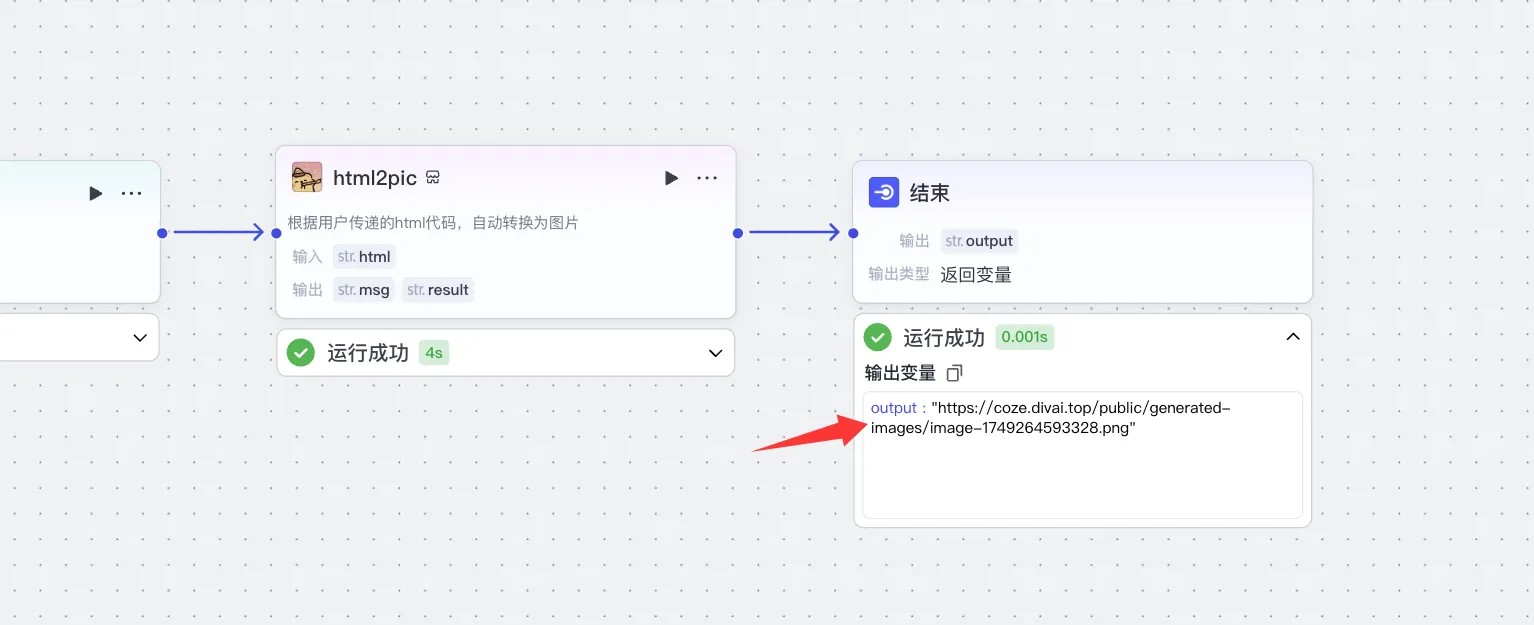 html2pic
根据用户传递的html代码，自动转换为图片
输入 str. html
输出 str. msg str. result
运行成功 4s
结束
输出 str. output
输出类型 返回变量
运行成功 0.001s
输出变量
output : "https://coze.divai.top/public/generated-
images/image-1749264593328.png"